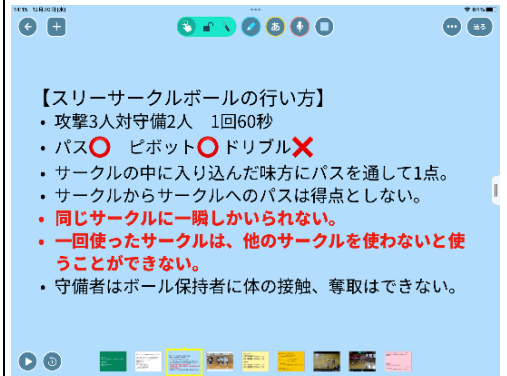 送る
あ
【スリーサークルボールの行い方】
・攻撃3人対守備2人 1回60秒
・パス⭕ ピボット⭕ドリブル❌
・サークルの中に入り込んだ味方にパスを通して1点。
・サークルからサークルへのパスは得点としない。
・同じサークルに一瞬しかいられない。
・一回使ったサークルは、他のサークルを使わないと使
うことができない。
・守備者はボール保持者に体の接触、奪取はできない。